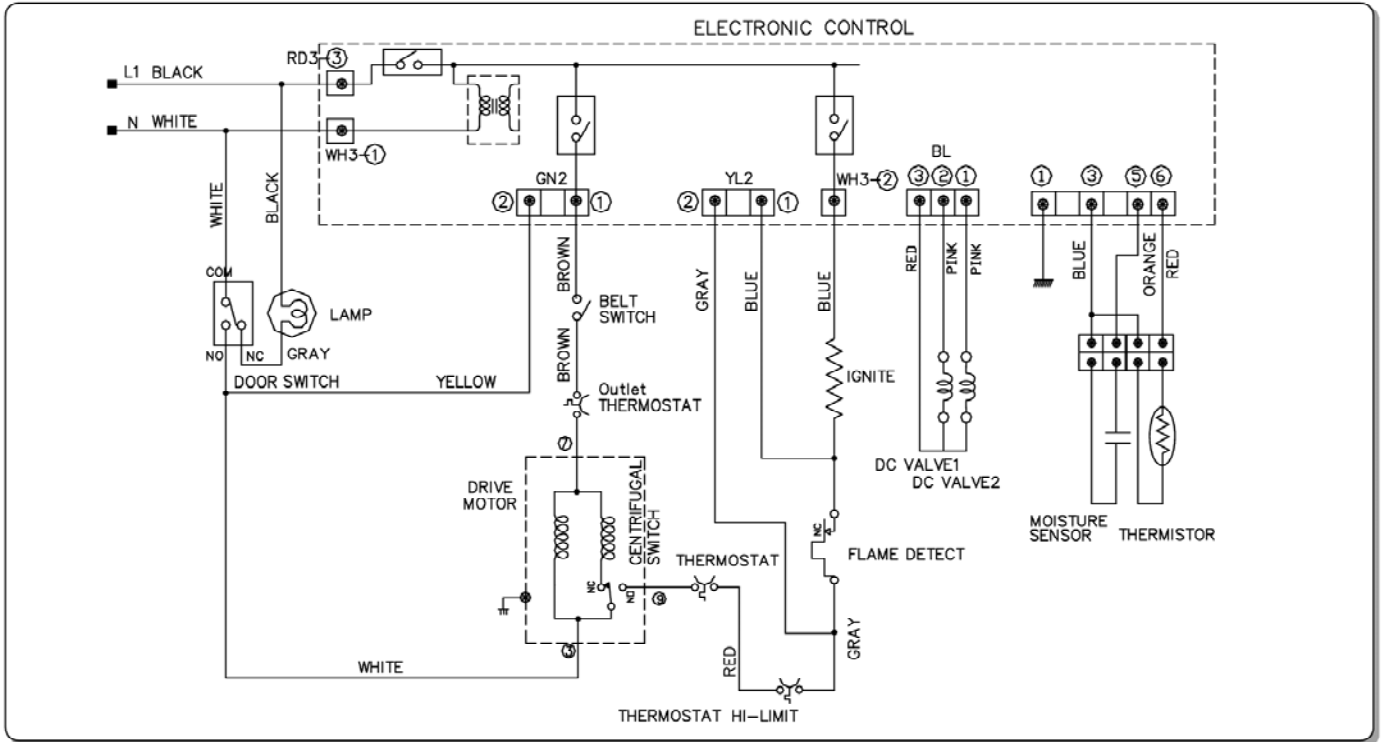 ELECTRONIC CONTROL
RD3-③
L1 BLACK
N WHITE
WH3-①
BL
GN2
YL2
WH3-②
③ ② ①
① ③ ⑤ ⑥
② ①
② ①
WHITE
BLACK
BROWN
GRAY
BLUE
BLUE
RED
PINK
PINK
BLUE
ORANGE
RED
COM
LAMP
BELT
SWITCH
NO NC GRAY
DOOR SWITCH
YELLOW
BROWN
Outlet
THERMOSTAT
IGNITE
⑦
DC VALVE1
DC VALVE2
DRIVE
MOTOR
CENTRIFUGAL
SWITCH
MOISTURE
SENSOR
THERMISTOR
NC
FLAME DETECT
THERMOSTAT
NC
NO
⑨
③
GRAY
WHITE
RED
THERMOSTAT HI-LIMIT